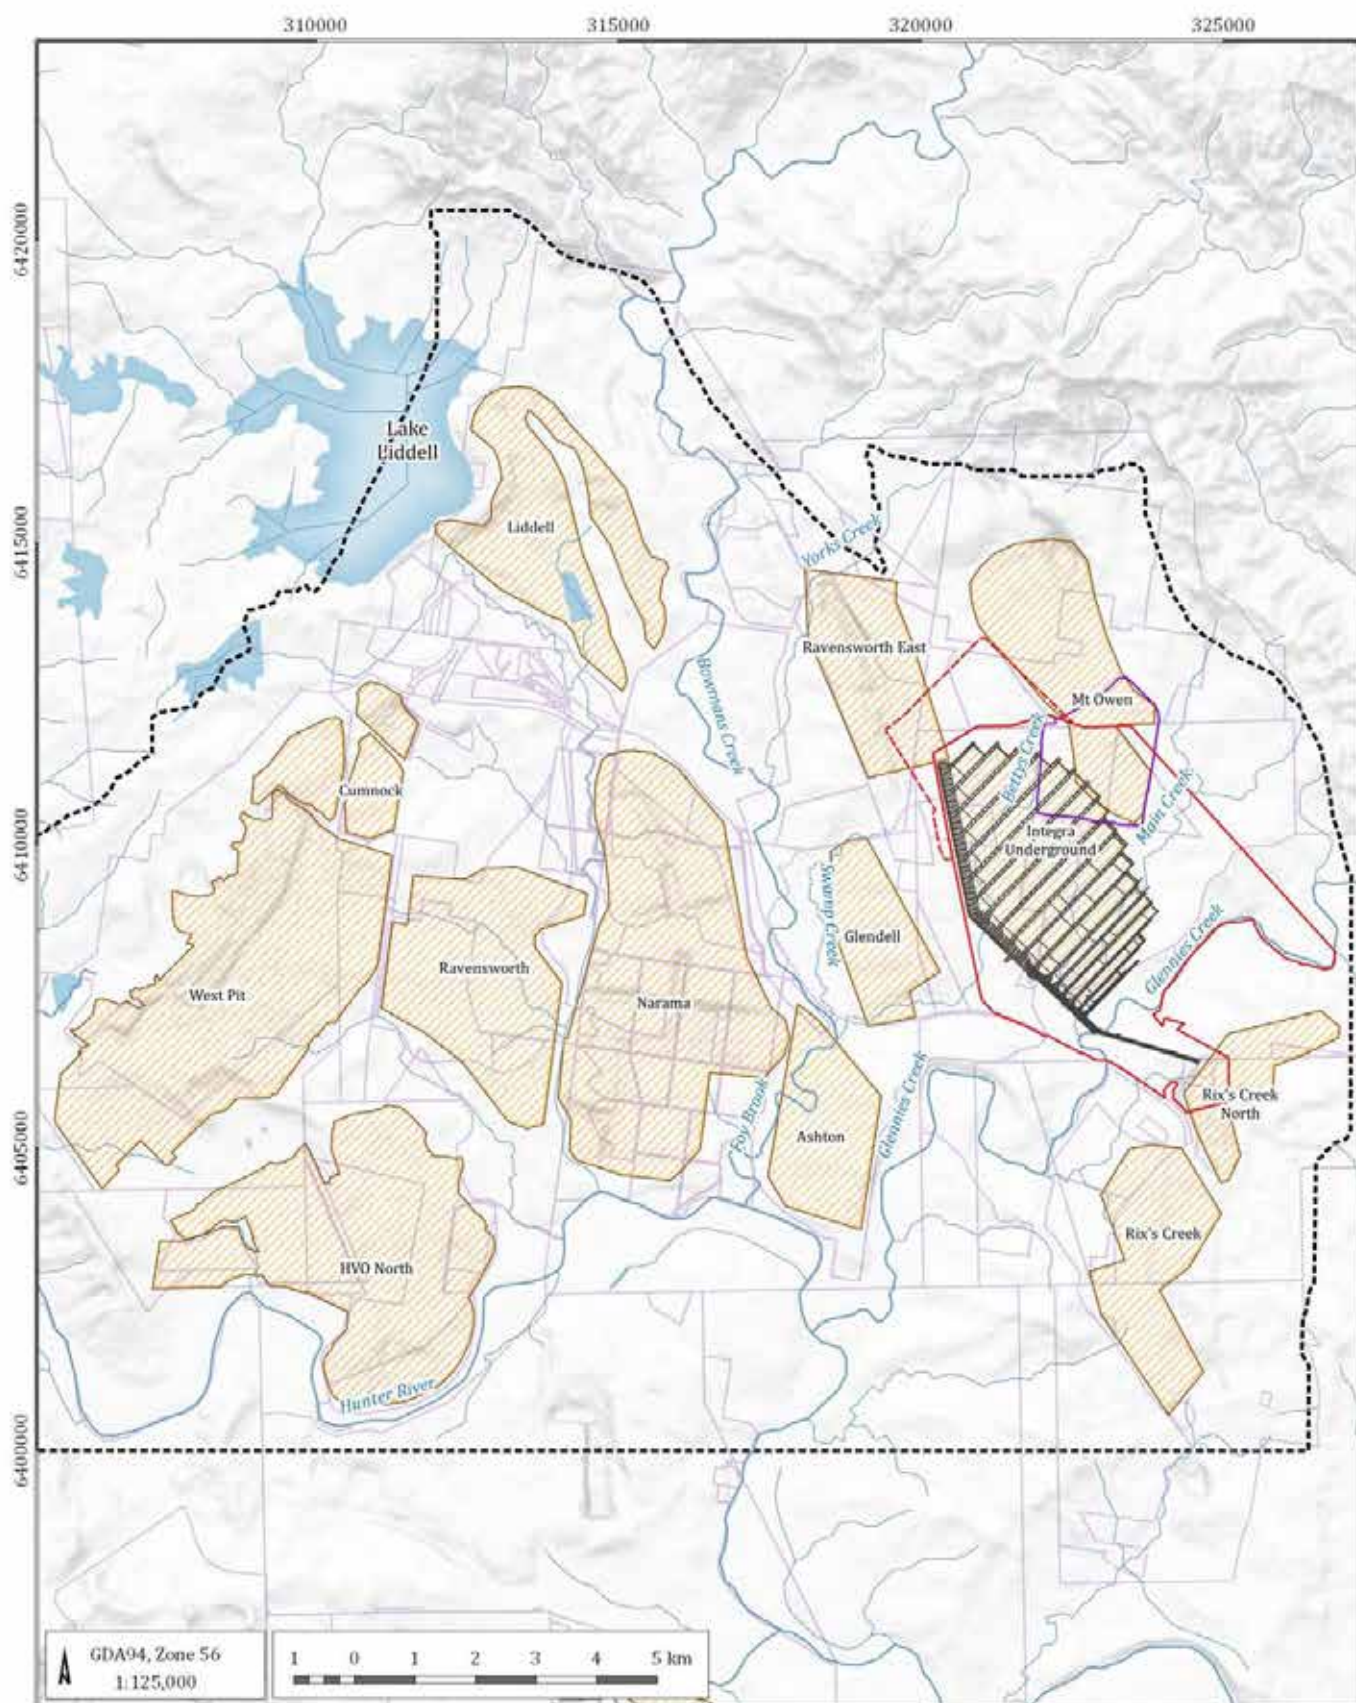 310000
315000
320000
325000
6420000
6415000
6410000
6405000
6400000
Lake
Liddell
Liddell
Yorks Creek
Ravensworth East
Bowmans Creek
Mt Owen
Bettys Creek
Main Creek
Cumnock
Integra
Underground
Swamp Creek
Glendell
Glennies Creek
West Pit
Ravensworth
Narama
Foy Brook
Ashton
Glennies Creek
Rix's Creek
North
Rix's Creek
HVO North
Hunter River
GDA94, Zone 56
1:125,000
1 0 1 2 3 4 5 km